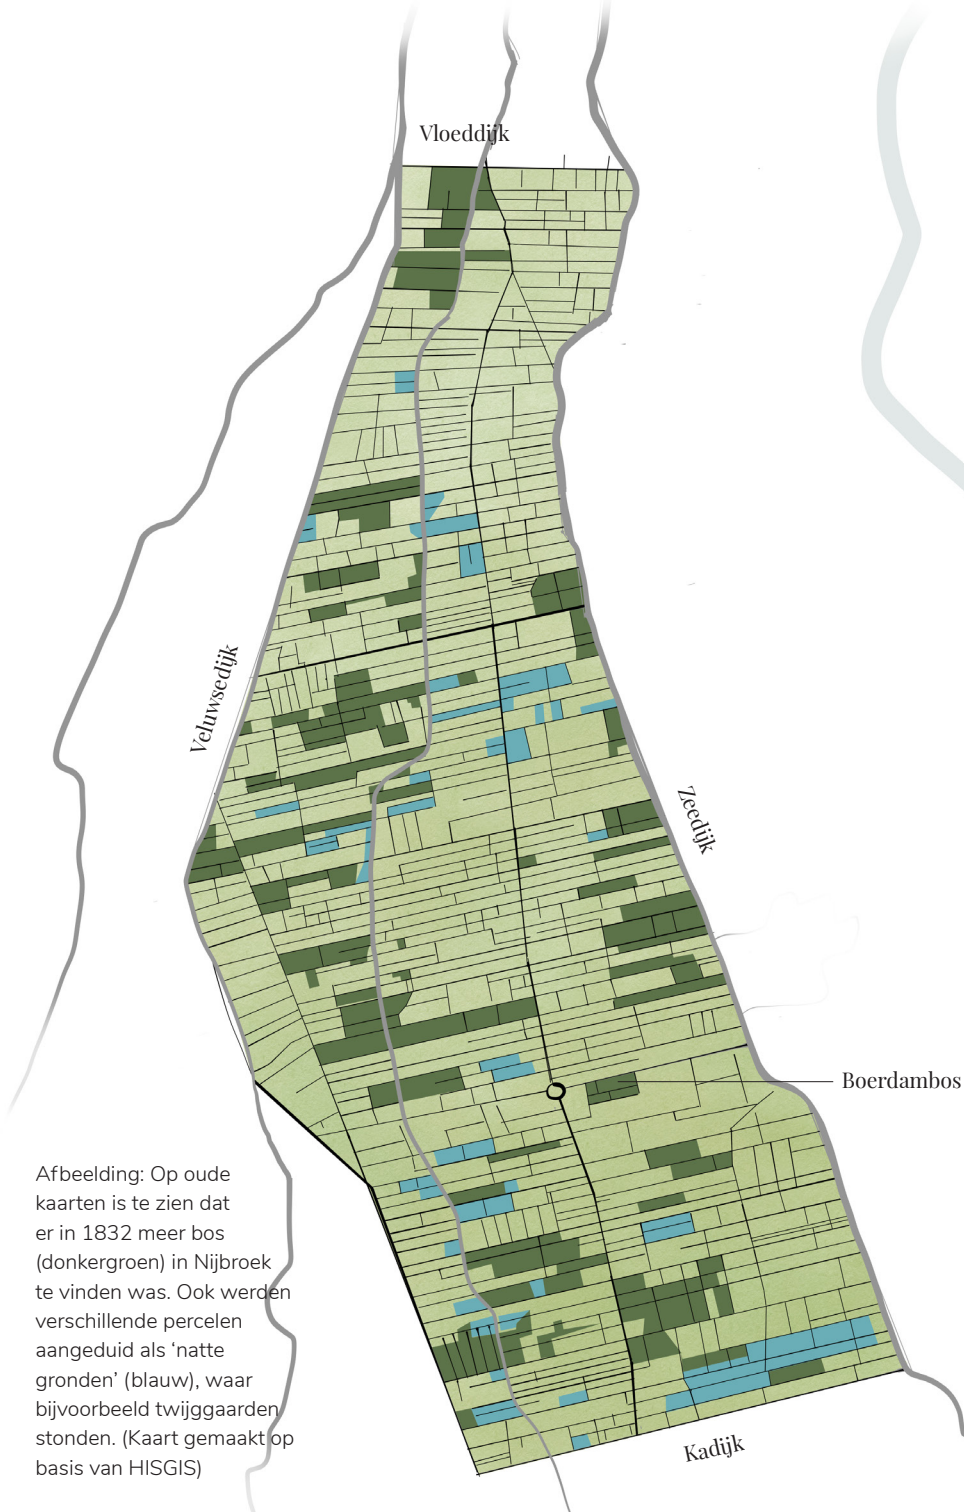 Vloeddijk
Veluwsedijk
Zeedijk
Boerdambos
Afbeelding: Op oude
kaarten is te zien dat
er in 1832 meer bos
(donkergroen) in Nijbroek
te vinden was. Ook werden
verschillende percelen
aangeduid als ‘natte
gronden’ (blauw), waar
bijvoorbeeld twijggaarden
stonden. (Kaart gemaakt op
basis van HISGIS)
Kadijk